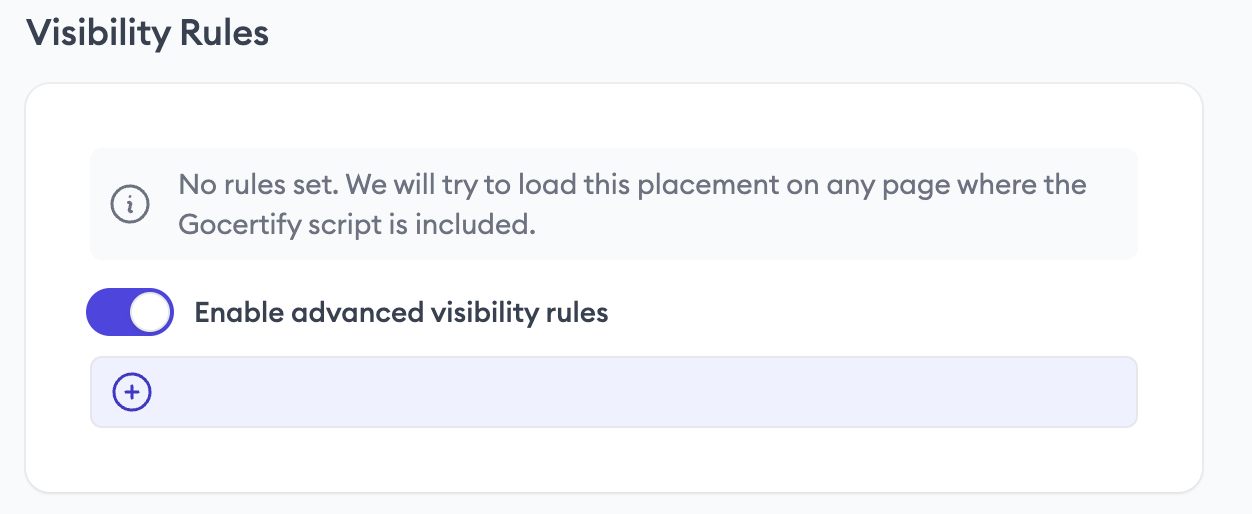 Visibility Rules
No rules set. We will try to load this placement on any page where the
Gocertify script is included.
Enable advanced visibility rules